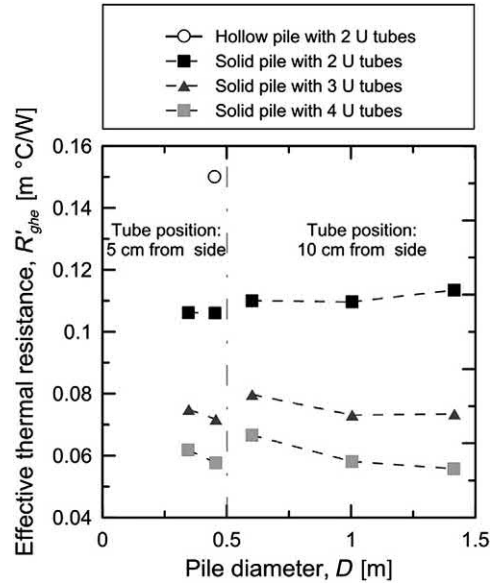 Hollow pile with 2 U tubes
Solid pile with 2 U tubes
Solid pile with 3 U tubes
Solid pile with 4 U tubes
Effective thermal resistance, R'ghe [m °C/W]
0.16
0.14
0.12
0.1
0.08
0.06
0.04
Tube position:
5 cm from side
Tube position:
10 cm from side
0 0.5 1 1.5
Pile diameter, D [m]